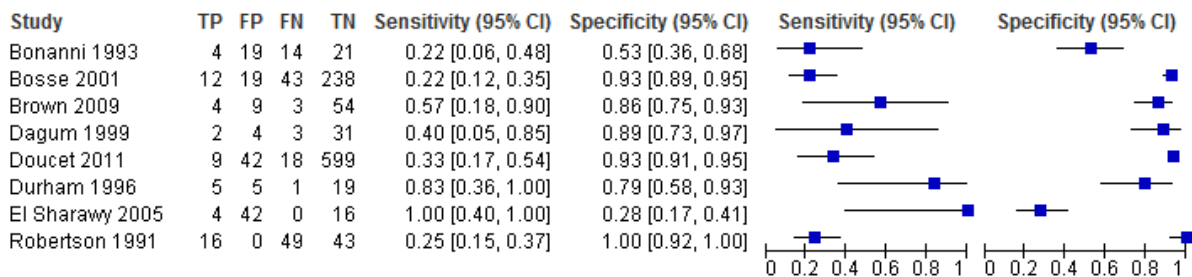 Study TP FP FN TN Sensitivity (95% CI) Specificity (95% CI) Sensitivity (95% CI) Specificity (95% CI)
Bonanni 1993 4 19 14 21 0.22 [0.06, 0.48] 0.53 [0.36, 0.68]
Bosse 2001 12 19 43 238 0.22 [0.12, 0.35] 0.93 [0.89, 0.95]
Brown 2009 4 9 3 54 0.57 [0.18, 0.90] 0.86 [0.75, 0.93]
Dagum 1999 2 4 3 31 0.40 [0.05, 0.85] 0.89 [0.73, 0.97]
Doucet 2011 9 42 18 599 0.33 [0.17, 0.54] 0.93 [0.91, 0.95]
Durham 1996 5 5 1 19 0.83 [0.36, 1.00] 0.79 [0.58, 0.93]
El Sharawy 2005 4 42 0 16 1.00 [0.40, 1.00] 0.28 [0.17, 0.41]
Robertson 1991 16 0 49 43 0.25 [0.15, 0.37] 1.00 [0.92, 1.00]
0 0.2 0.4 0.6 0.8 1 0 0.2 0.4 0.6 0.8 1